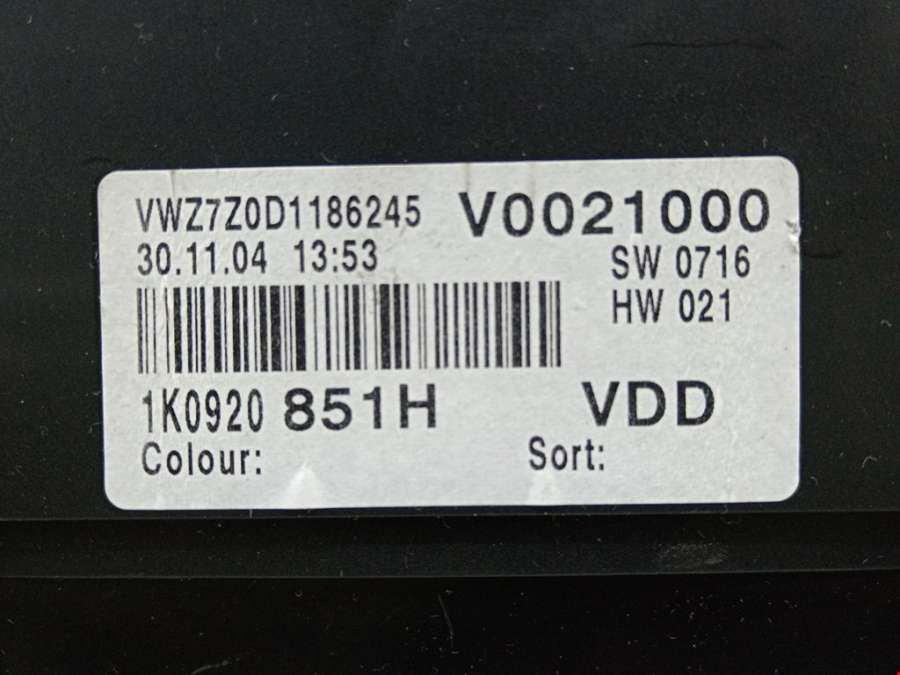 VWZ7Z0D1186245 V0021000
30.11.04 13:53 SW 0716
HW 021
1K0920 851H VDD
Colour: Sort: